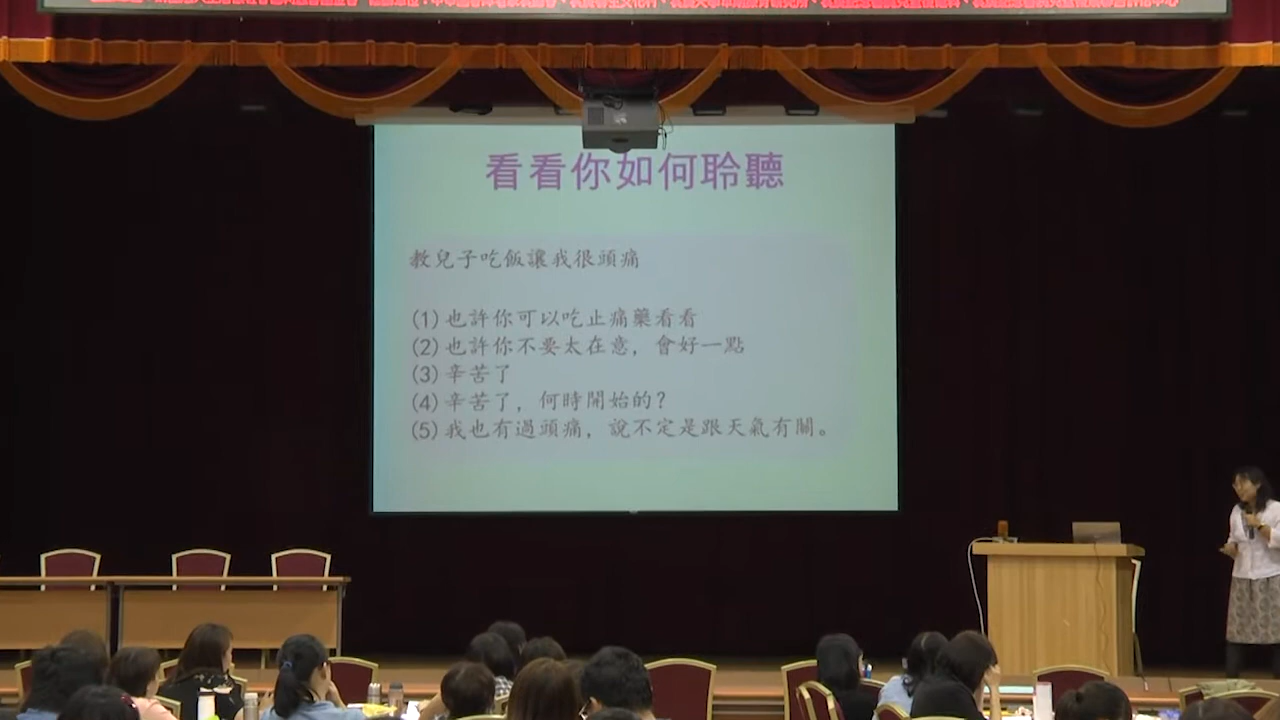 看看你如何聆聽
教兒子吃飯讓我很頭痛
(1) 也許你可以吃止痛藥看看
(2) 也許你不要太在意，會好一點
(3) 辛苦了
(4) 辛苦了，何時開始的？
(5) 我也有過頭痛，說不定是跟天氣有關。